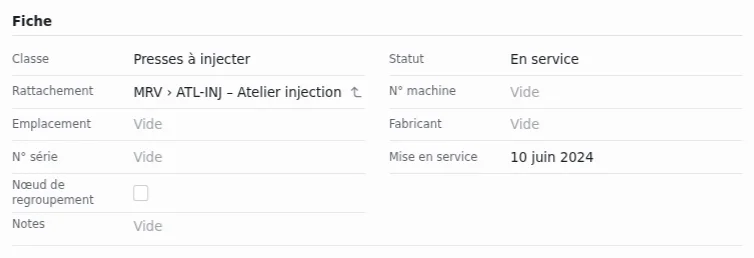 Fiche
Classe Presses à injecter Statut En service
Rattachement MRV › ATL-INJ – Atelier injection N° machine Vide
Emplacement Vide Fabricant Vide
N° série Vide Mise en service 10 juin 2024
Nœud de
regroupement
Notes Vide